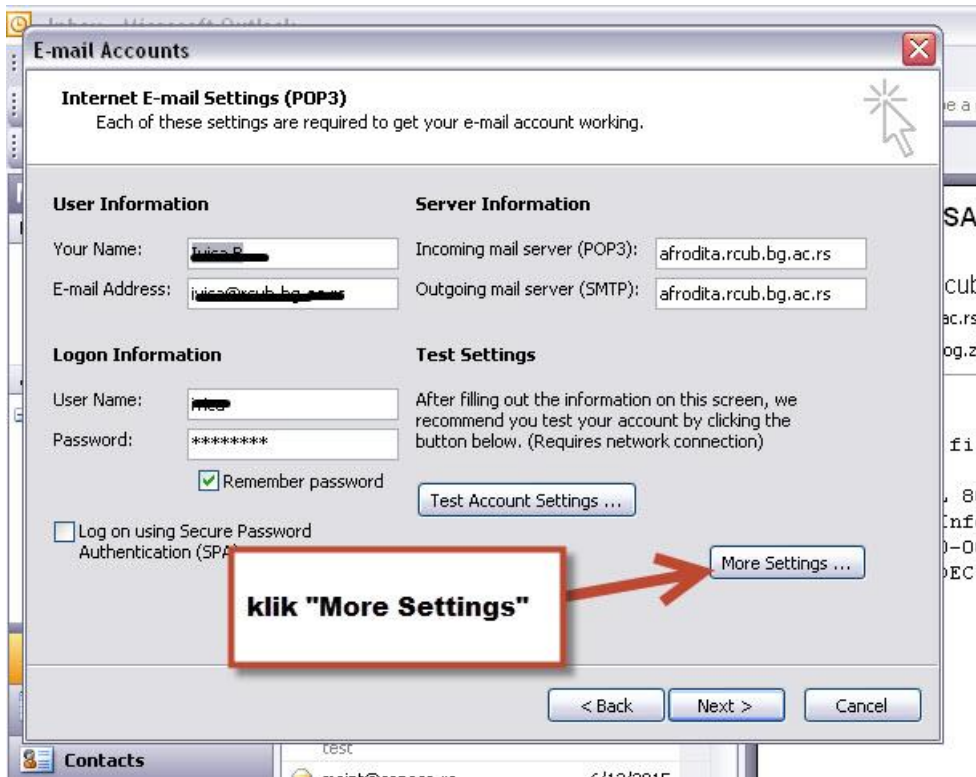 Inbox - Microsoft Outlook
E-mail Accounts
Internet E-mail Settings (POP3)
Each of these settings are required to get your e-mail account working.
User Information
Your Name:
E-mail Address:
Server Information
Incoming mail server (POP3): afrodita.rcub.bg.ac.rs
Outgoing mail server (SMTP): afrodita.rcub.bg.ac.rs
Logon Information
User Name:
Password: ********
Remember password
Log on using Secure Password
Authentication (SPA)
Test Settings
After filling out the information on this screen, we
recommend you test your account by clicking the
button below. (Requires network connection)
Test Account Settings ...
More Settings ...
klik "More Settings"
< Back
Next >
Cancel
Contacts
test